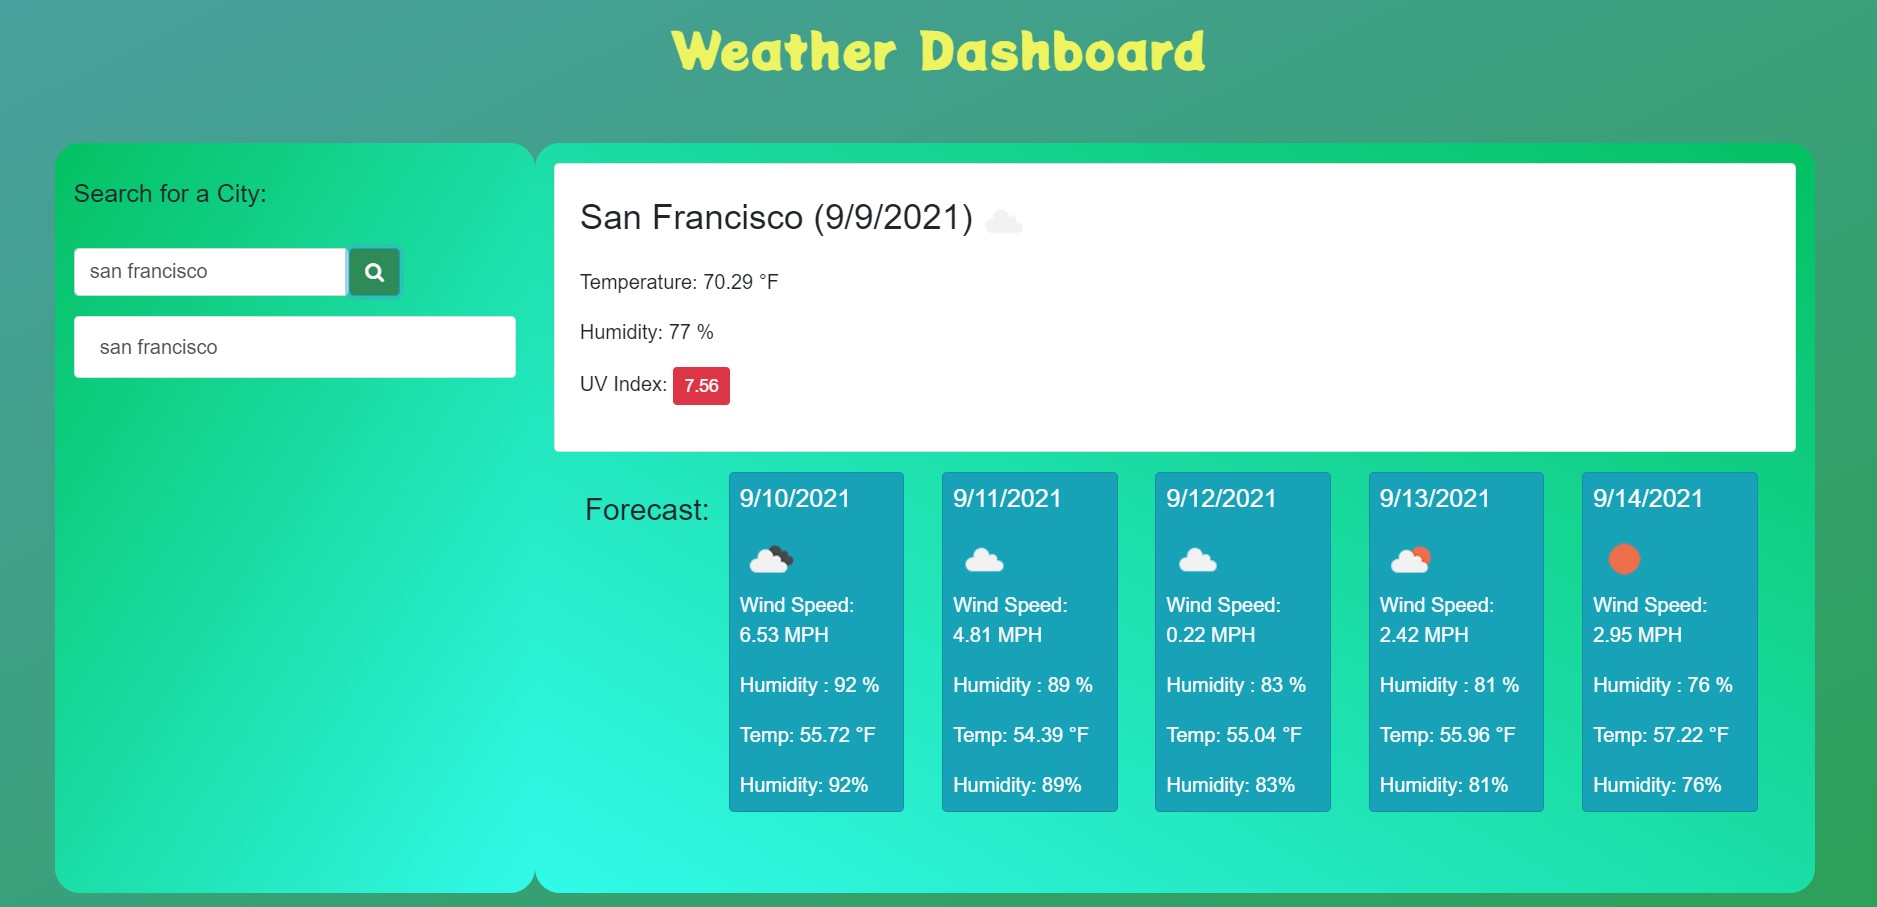 Weather Dashboard
Search for a City:
san francisco
san francisco
San Francisco (9/9/2021)
Temperature: 70.29 °F
Humidity: 77 %
UV Index: 7.56
Forecast:
9/10/2021
Wind Speed:
6.53 MPH
Humidity : 92 %
Temp: 55.72 °F
Humidity: 92%
9/11/2021
Wind Speed:
4.81 MPH
Humidity : 89 %
Temp: 54.39 °F
Humidity: 89%
9/12/2021
Wind Speed:
0.22 MPH
Humidity : 83 %
Temp: 55.04 °F
Humidity: 83%
9/13/2021
Wind Speed:
2.42 MPH
Humidity : 81 %
Temp: 55.96 °F
Humidity: 81%
9/14/2021
Wind Speed:
2.95 MPH
Humidity : 76 %
Temp: 57.22 °F
Humidity: 76%